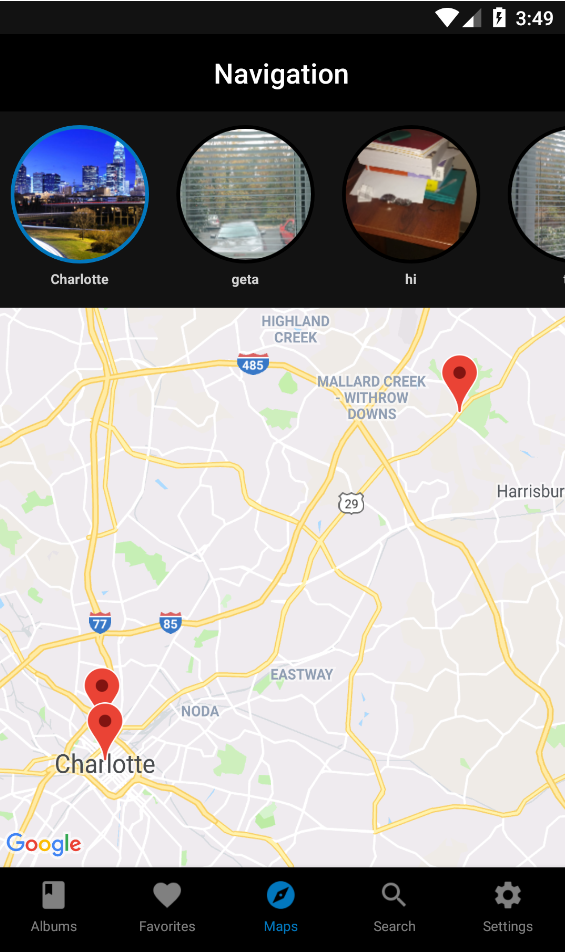 3:49
Navigation
Charlotte
geta
hi
HIGHLAND
CREEK
485
MALLARD CREEK
- WITHROW
DOWNS
29
Harrisbur
77
85
EASTWAY
NODA
Charlotte
Google
Albums
Favorites
Maps
Search
Settings